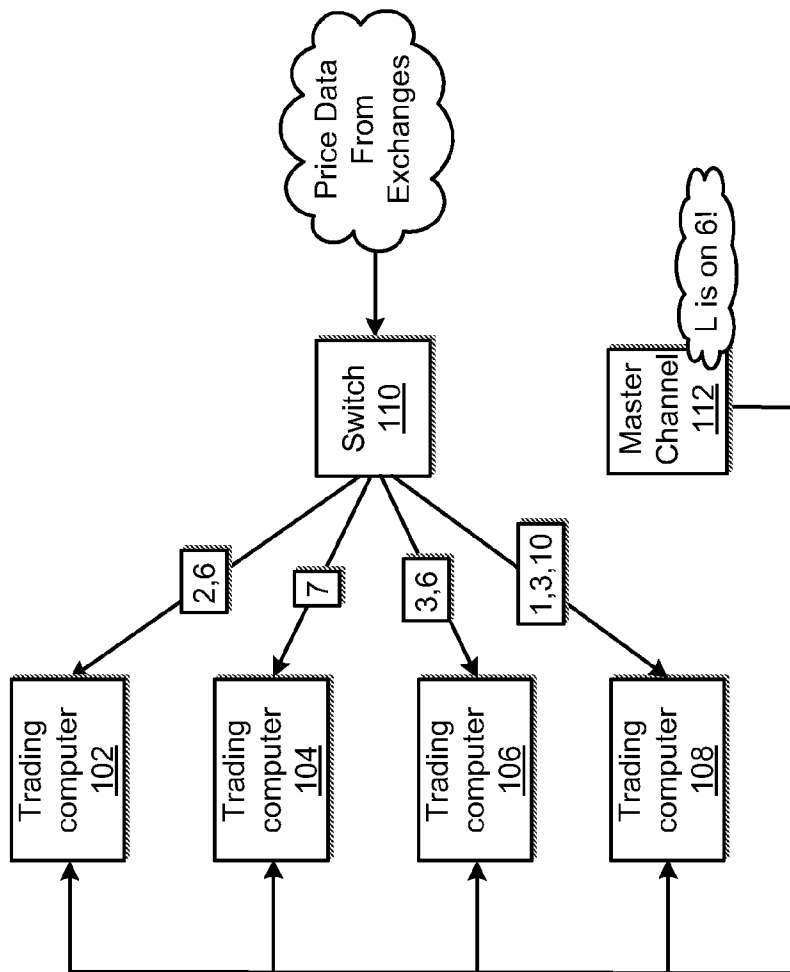 Price Data
From
Exchanges
Switch
110
Master
Channel
112
L is on 6!
2,6
7
3,6
1,3,10
Trading
computer
102
Trading
computer
104
Trading
computer
106
Trading
computer
108